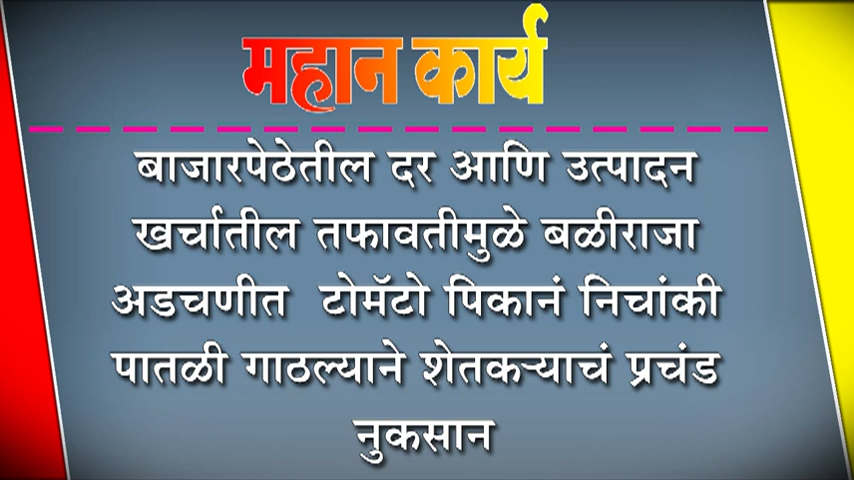 महान कार्य
बाजारपेठेतील दर आणि उत्पादन
खर्चातील तफावतीमुळे बळीराजा
अडचणीत टोमॅटो पिकानं निचांकी
पातळी गाठल्याने शेतकऱ्याचं प्रचंड
नुकसान